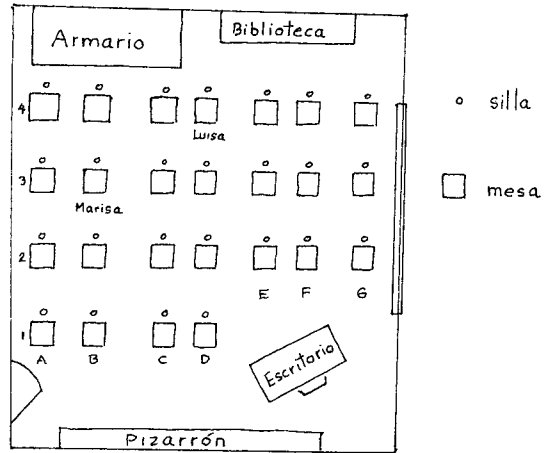 Armario
Biblioteca
silla
4
Luisa
3
mesa
Marisa
2
E F G
1
A B C D
Escritorio
Pizarrón